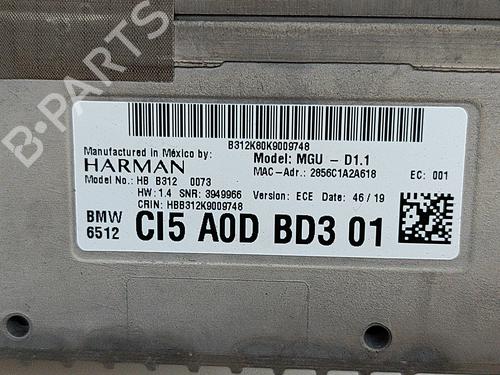 B-PARTS
B312K80K9009748
Manufactured in México by:
HARMAN
Model: MGU - D1.1
Model No.: HB B312 0073
MAC-Adr.: 2856C1A2A618
EC: 001
HW: 1.4 SNR: 3949966
Version: ECE Date: 46/19
CRIN: HBB312K9009748
BMW
6512
CI5 A0D BD3 01